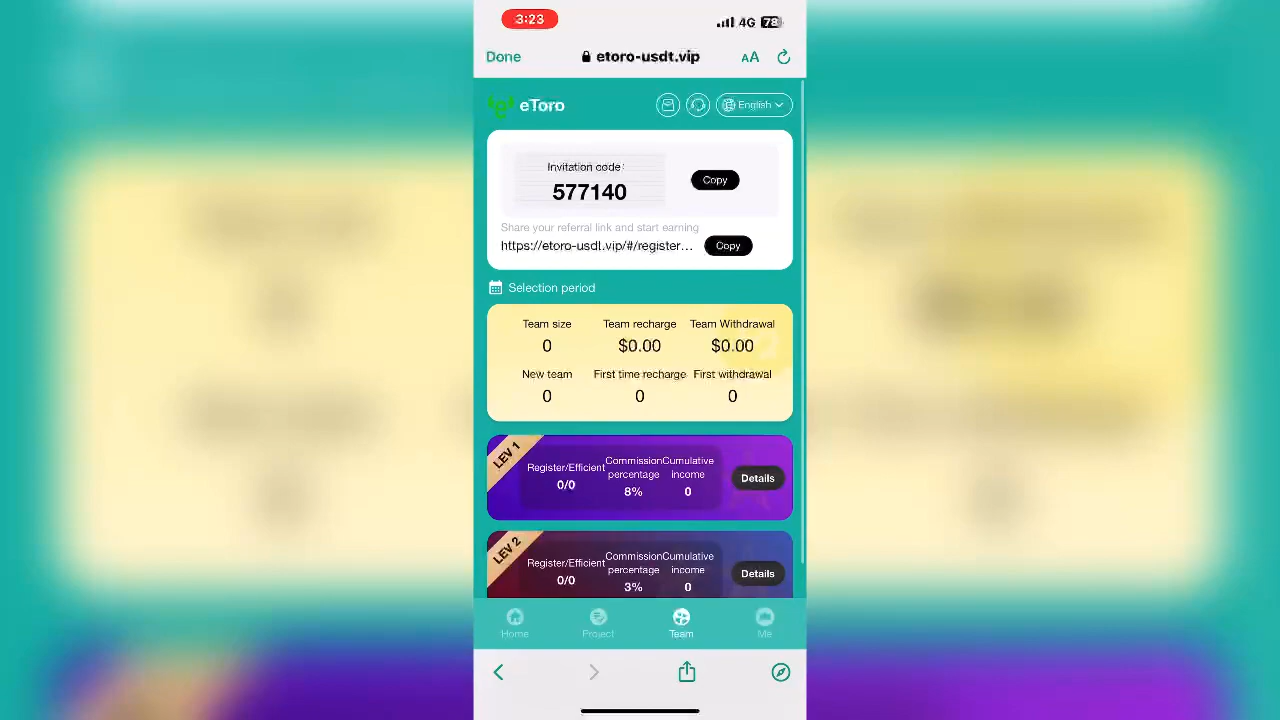 3:23
4G 78
Done
etoro-usdt.vip
AA
eToro
English
Invitation code:
577140
Copy
Share your referral link and start earning
https://etoro-usdt.vip/#/register...
Copy
Selection period
Team size
Team recharge
Team Withdrawal
0
$0.00
$0.00
New team
First time recharge
First withdrawal
0
0
0
LEV 1
Register/Efficient
0/0
Commission percentage
8%
Cumulative income
0
Details
LEV 2
Register/Efficient
0/0
Commission percentage
3%
Cumulative income
0
Details
Home
Project
Team
Me